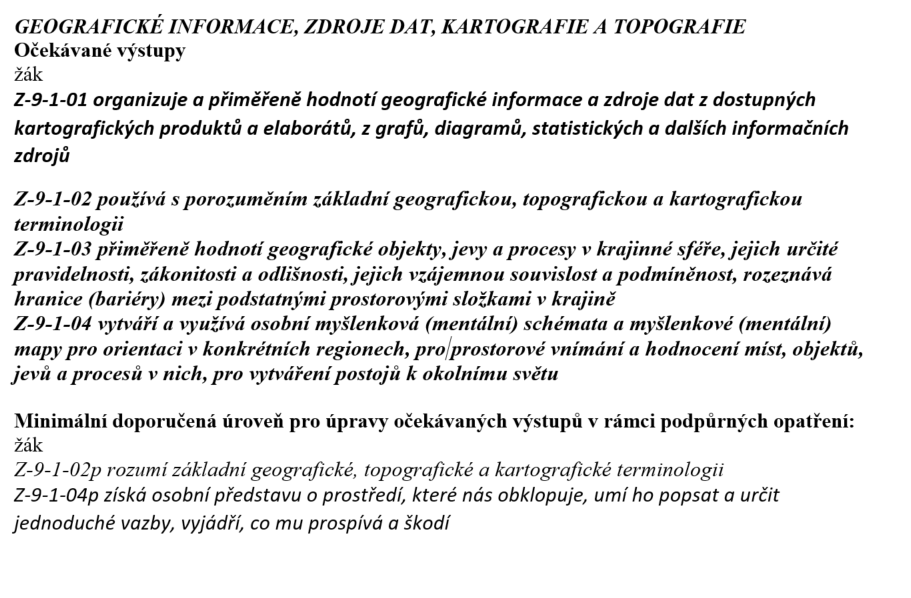 GEOGRAFICKÉ INFORMACE, ZDROJE DAT, KARTOGRAFIE A TOPOGRAFIE
Očekávané výstupy
žák
Z-9-1-01 organizuje a přiměřeně hodnotí geografické informace a zdroje dat z dostupných
kartografických produktů a elaborátů, z grafů, diagramů, statistických a dalších informačních
zdrojů
Z-9-1-02 používá s porozuměním základní geografickou, topografickou a kartografickou
terminologii
Z-9-1-03 přiměřeně hodnotí geografické objekty, jevy a procesy v krajinné sféře, jejich určité
pravidelnosti, zákonitosti a odlišnosti, jejich vzájemnou souvislost a podmíněnost, rozeznává
hranice (bariéry) mezi podstatnými prostorovými složkami v krajině
Z-9-1-04 vytváří a využívá osobní myšlenková (mentální) schémata a myšlenkové (mentální)
mapy pro orientaci v konkrétních regionech, pro prostorové vnímání a hodnocení míst, objektů,
jevů a procesů v nich, pro vytváření postojů k okolnímu světu
Minimální doporučená úroveň pro úpravy očekávaných výstupů v rámci podpůrných opatření:
žák
Z-9-1-02p rozumí základní geografické, topografické a kartografické terminologii
Z-9-1-04p získá osobní představu o prostředí, které nás obklopuje, umí ho popsat a určit
jednoduché vazby, vyjádří, co mu prospívá a škodí